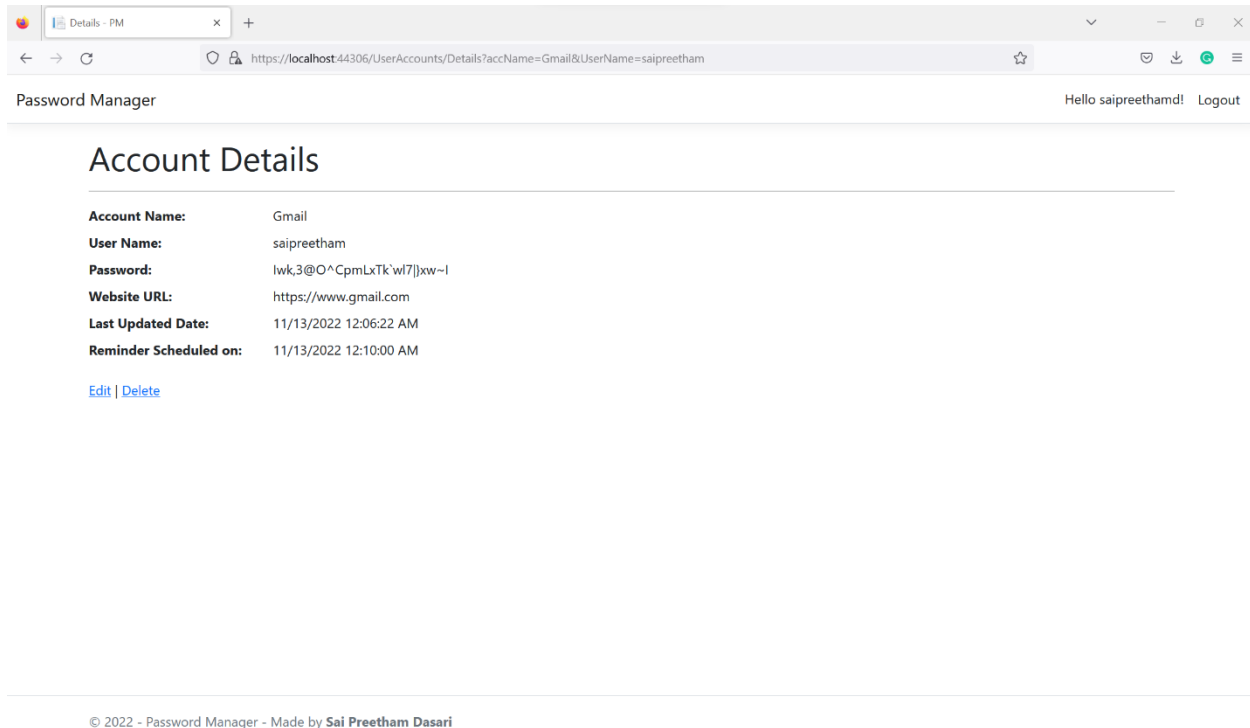 Details - PM
https://localhost:44306/UserAccounts/Details?accName=Gmail&UserName=saipreetham
Password Manager Hello saipreethamd! Logout
Account Details
Account Name: Gmail
User Name: saipreetham
Password: Iwk,3@O^CpmLxTk`wl7|}xw~I
Website URL: https://www.gmail.com
Last Updated Date: 11/13/2022 12:06:22 AM
Reminder Scheduled on: 11/13/2022 12:10:00 AM
Edit | Delete
© 2022 - Password Manager - Made by Sai Preetham Dasari